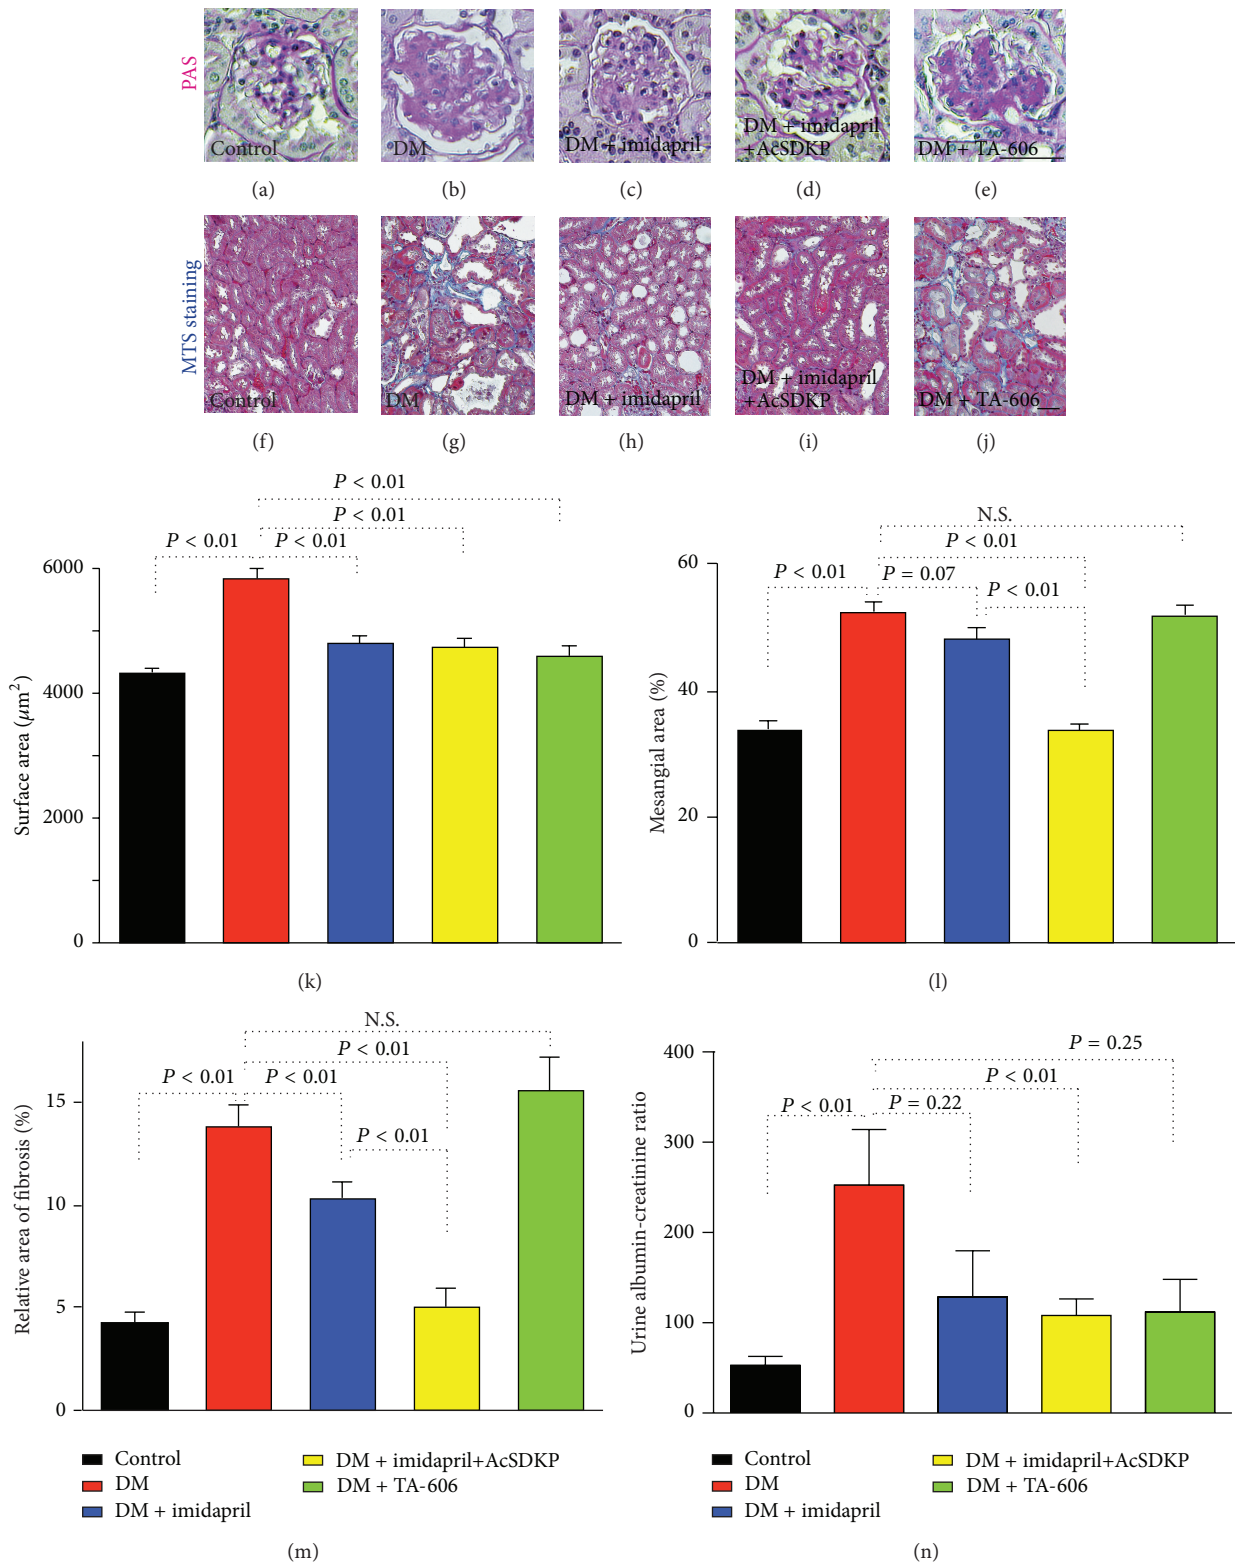 PAS
Control
DM
DM + imidapril
DM + imidapril
+AcSDKP
DM + TA-606
(a)
(b)
(c)
(d)
(e)
MTS staining
Control
DM
DM + imidapril
DM + imidapril
+AcSDKP
DM + TA-606
(f)
(g)
(h)
(i)
(j)
P < 0.01
P < 0.01
P < 0.01
P < 0.01
6000
4000
2000
0
Surface area (μm²)
(k)
N.S.
P < 0.01
P < 0.01
P = 0.07
P < 0.01
60
40
20
0
Mesangial area (%)
(l)
N.S.
P < 0.01
P < 0.01
P < 0.01
P < 0.01
15
10
5
0
Relative area of fibrosis (%)
Control
DM
DM + imidapril
DM + imidapril+AcSDKP
DM + TA-606
(m)
P = 0.25
P < 0.01
P < 0.01
P = 0.22
400
300
200
100
0
Urine albumin-creatinine ratio
Control
DM
DM + imidapril
DM + imidapril+AcSDKP
DM + TA-606
(n)